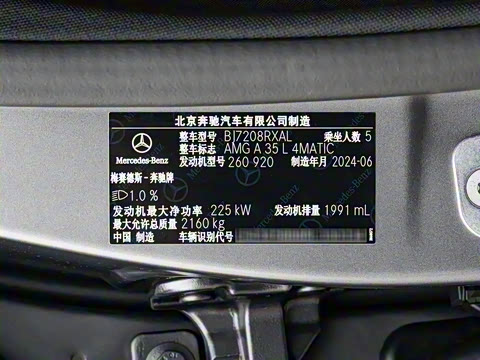 北京奔驰汽车有限公司制造
整车型号 BJ7208RXAL 乘坐人数 5
整车标志 AMG A 35 L 4MATIC
Mercedes-Benz 发动机型号 260 920 制造年月 2024-06
梅赛德斯-奔驰牌
1.0 %
发动机最大净功率 225 kW 发动机排量 1991 mL
最大允许总质量 2160 kg
中国 制造 车辆识别代号